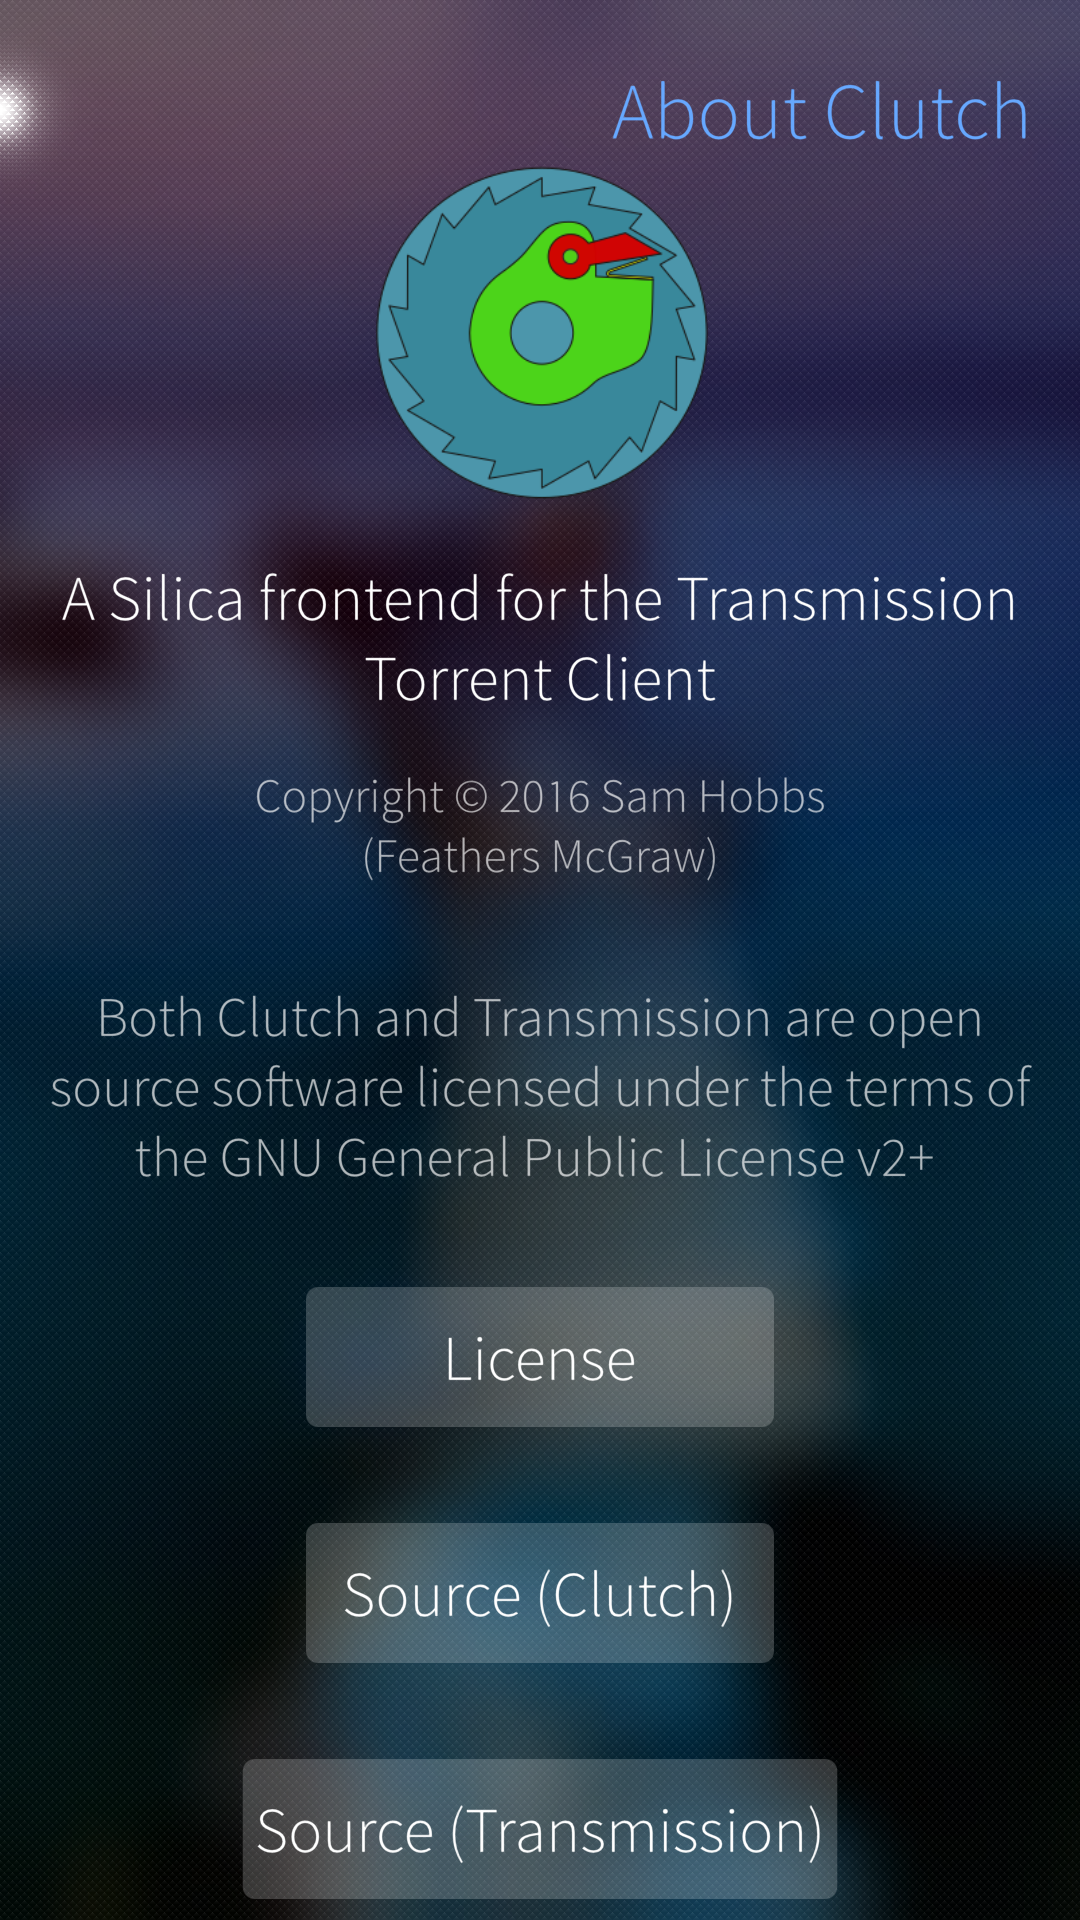 About Clutch
A Silica frontend for the Transmission
Torrent Client
Copyright © 2016 Sam Hobbs
(Feathers McGraw)
Both Clutch and Transmission are open
source software licensed under the terms of
the GNU General Public License v2+
License
Source (Clutch)
Source (Transmission)